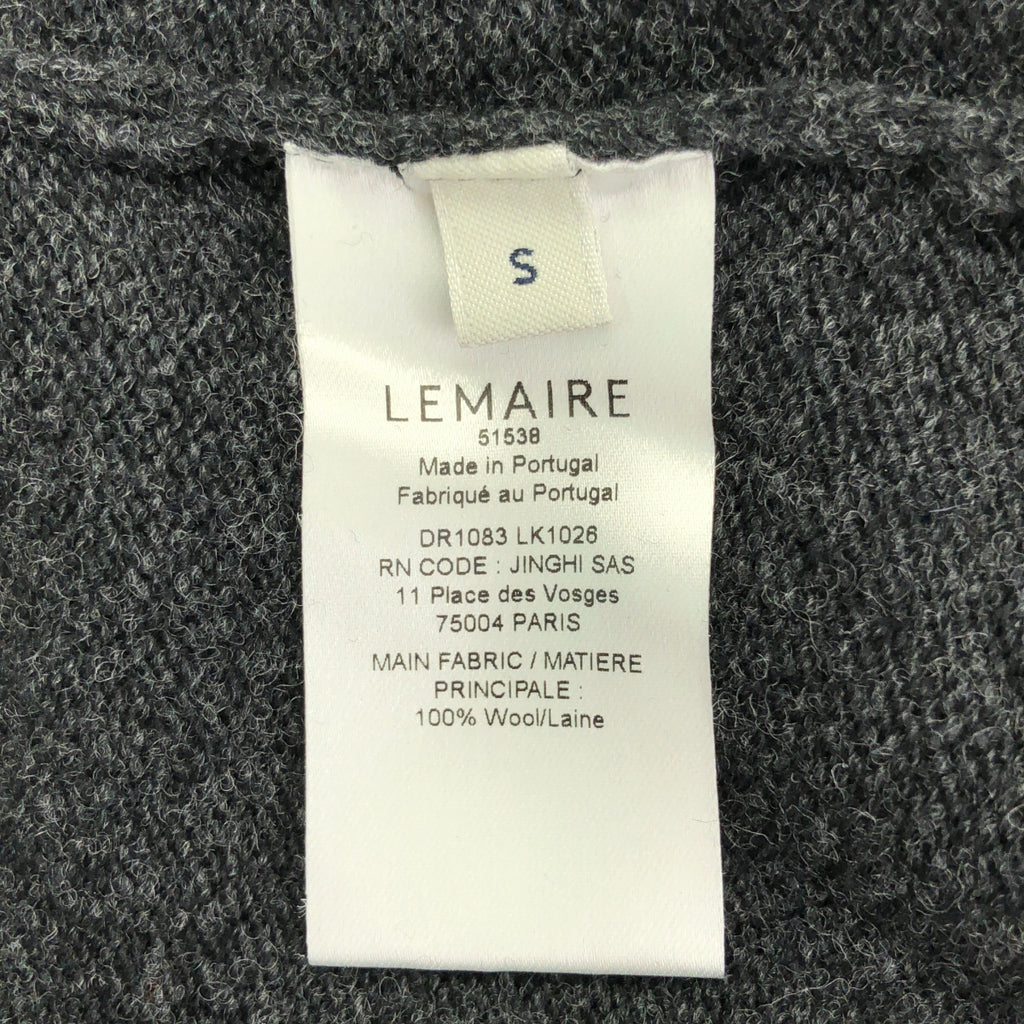 S
LEMAIRE
51538
Made in Portugal
Fabriqué au Portugal
DR1083 LK1026
RN CODE : JINGHI SAS
11 Place des Vosges
75004 PARIS
MAIN FABRIC / MATIERE
PRINCIPALE :
100% Wool/Laine